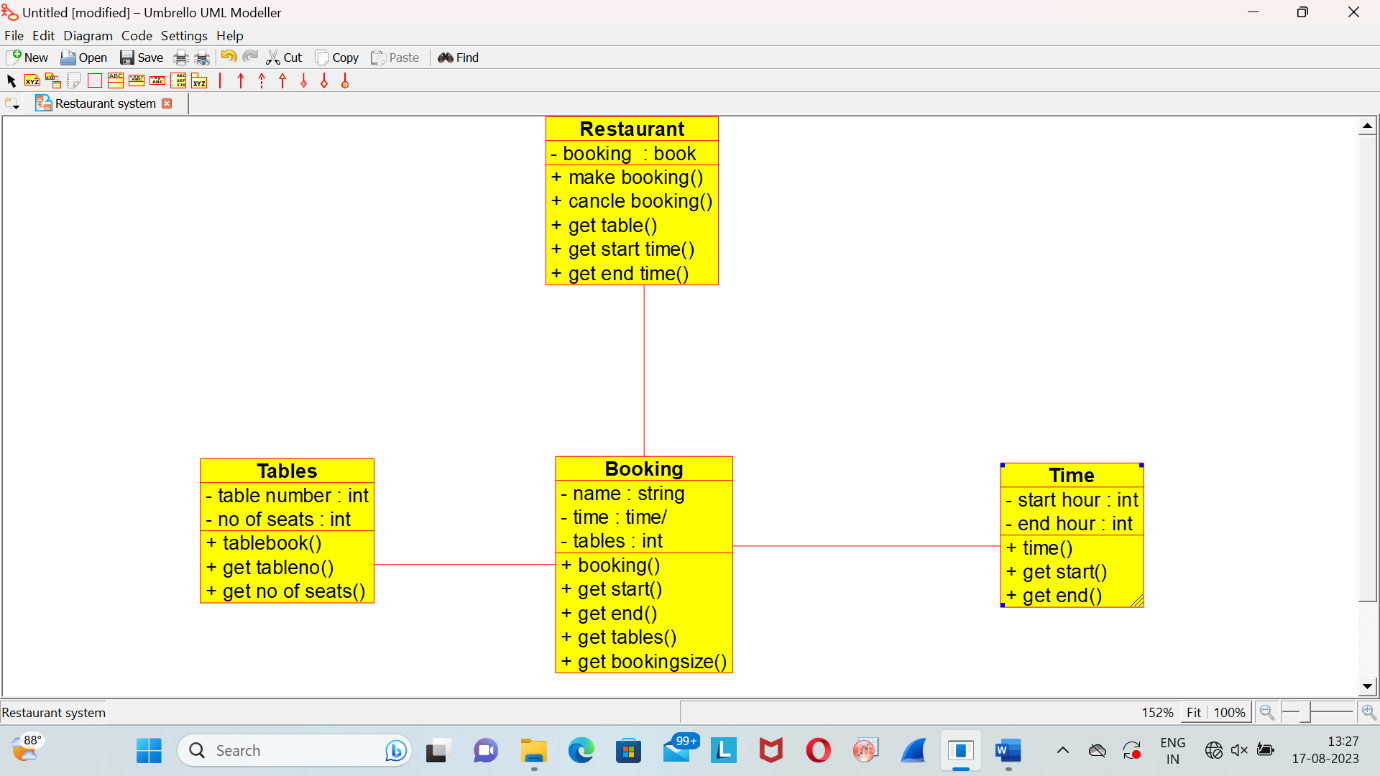 Untitled [modified] – Umbrello UML Modeller
File Edit Diagram Code Settings Help
New Open Save Cut Copy Paste Find
Restaurant system
Restaurant
- booking : book
+ make booking()
+ cancle booking()
+ get table()
+ get start time()
+ get end time()
Tables
- table number : int
- no of seats : int
+ tablebook()
+ get tableno()
+ get no of seats()
Booking
- name : string
- time : time/
- tables : int
+ booking()
+ get start()
+ get end()
+ get tables()
+ get bookingsize()
Time
- start hour : int
- end hour : int
+ time()
+ get start()
+ get end()
Restaurant system
152% Fit 100%
88°
Search
99+
L
W
ENG
IN
13:27
17-08-2023